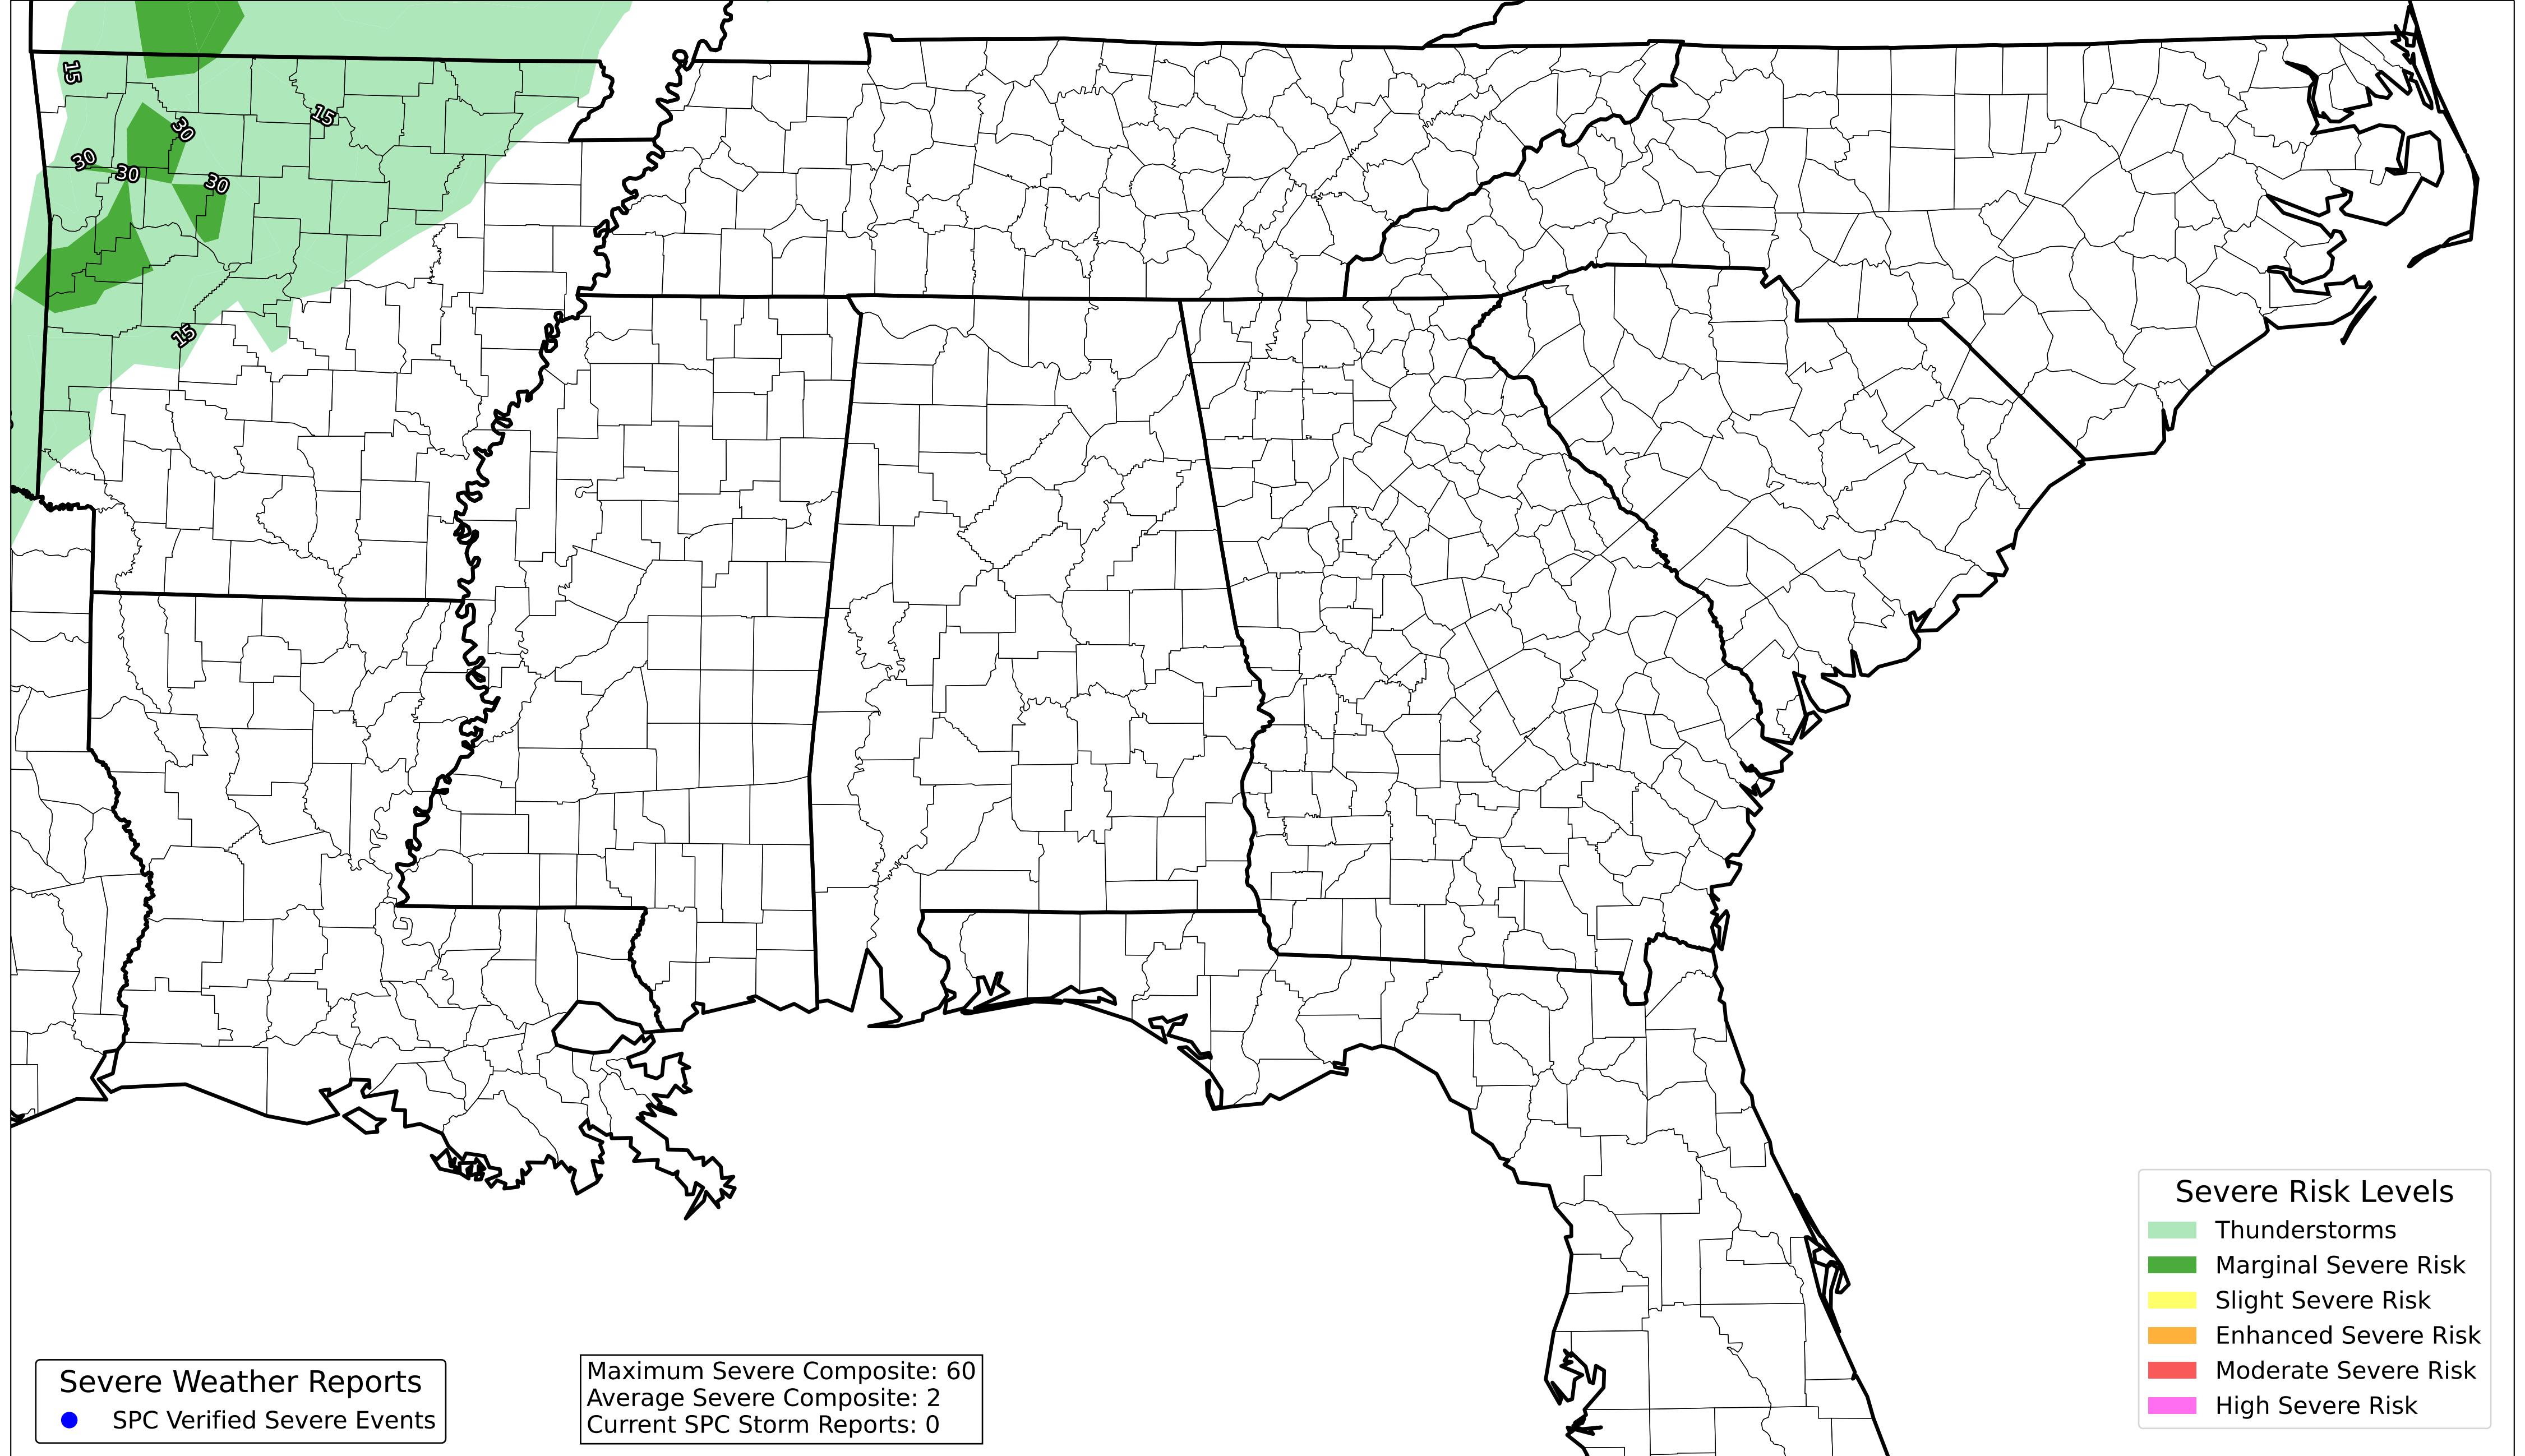 15
15
30
30
30
30
15
Severe Risk Levels
Thunderstorms
Marginal Severe Risk
Slight Severe Risk
Enhanced Severe Risk
Moderate Severe Risk
High Severe Risk
Severe Weather Reports
SPC Verified Severe Events
Maximum Severe Composite: 60
Average Severe Composite: 2
Current SPC Storm Reports: 0